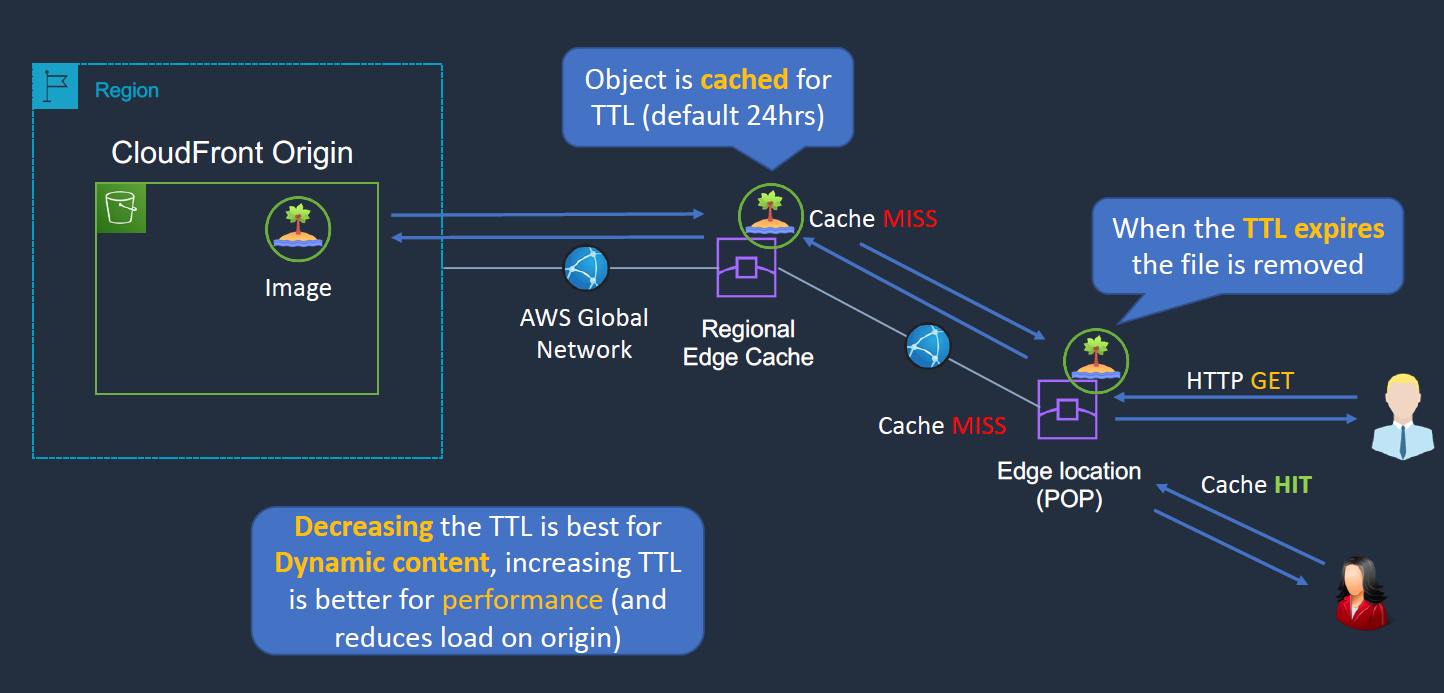 Region
CloudFront Origin
Image
Object is cached for
TTL (default 24hrs)
Cache MISS
AWS Global
Network
Regional
Edge Cache
When the TTL expires
the file is removed
HTTP GET
Cache MISS
Edge location
(POP)
Cache HIT
Decreasing the TTL is best for
Dynamic content, increasing TTL
is better for performance (and
reduces load on origin)